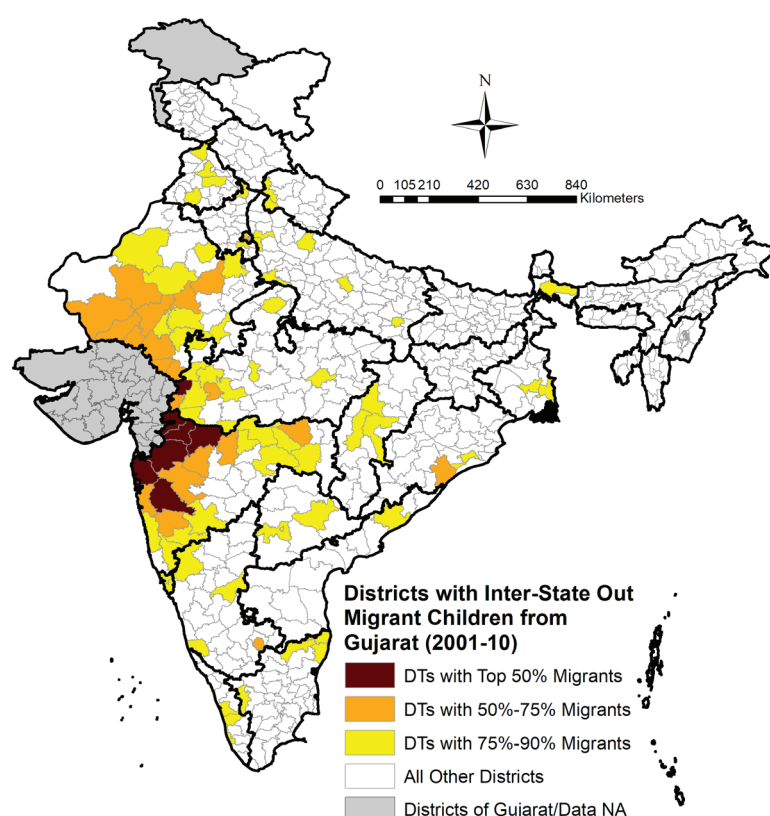 N
0 105 210 420 630 840
Kilometers
Districts with Inter-State Out
Migrant Children from
Gujarat (2001-10)
DTs with Top 50% Migrants
DTs with 50%-75% Migrants
DTs with 75%-90% Migrants
All Other Districts
Districts of Gujarat/Data NA